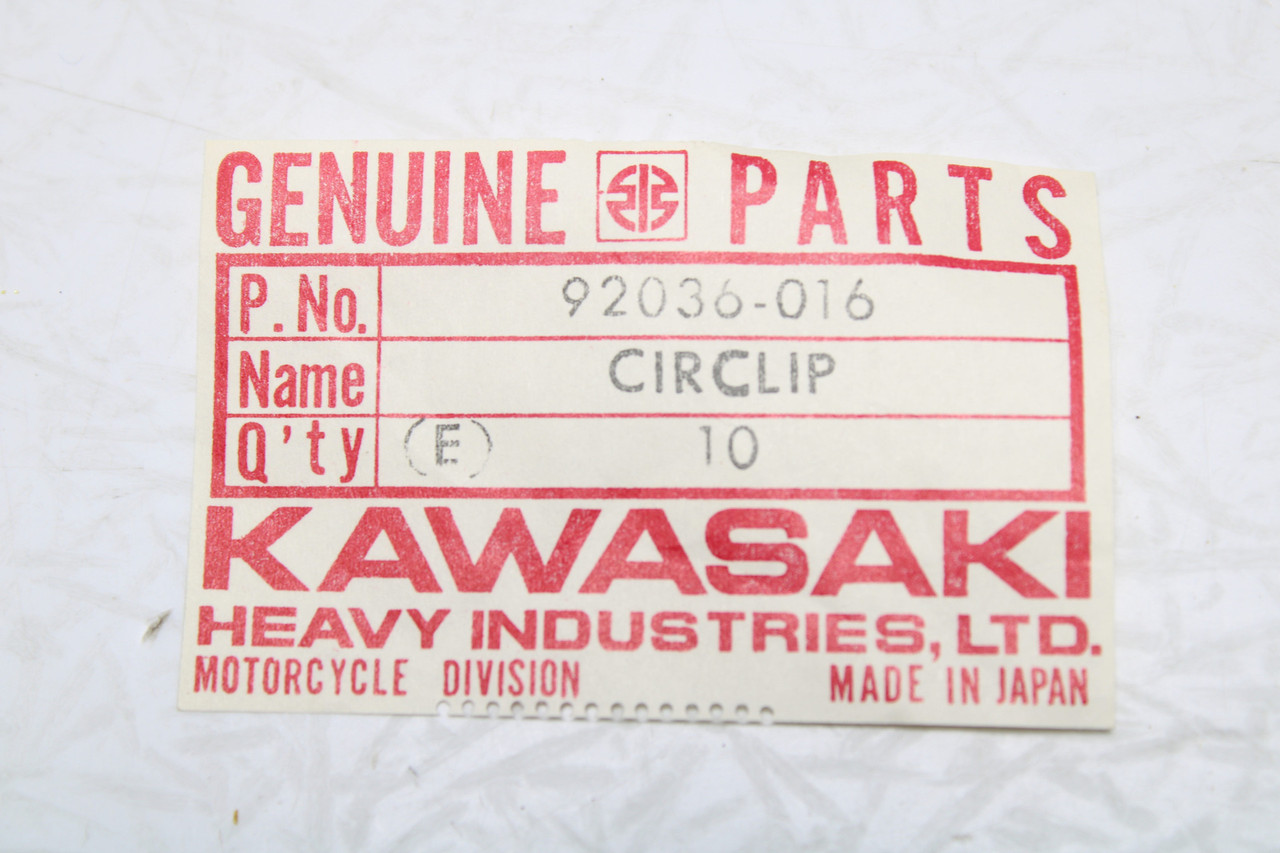 GENUINE PARTS
P. No. 92036-016
Name CIRCLIP
Q'ty (E) 10
KAWASAKI
HEAVY INDUSTRIES, LTD.
MOTORCYCLE DIVISION MADE IN JAPAN